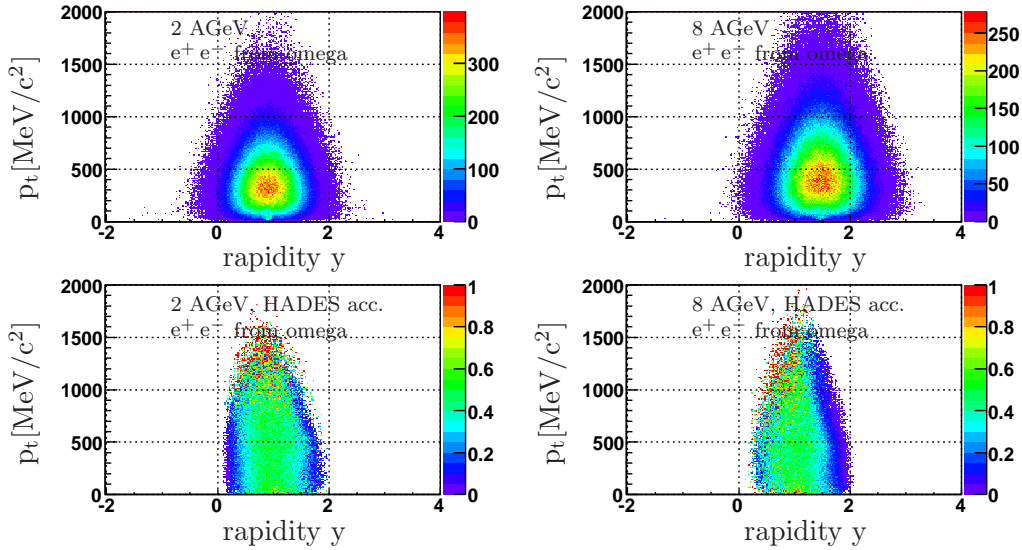 2 AGeV
e+ e− from omega
pt[MeV/c2]
2000
1500
1000
500
0
-2 0 2 4
300
200
100
0
rapidity y
8 AGeV
e+ e− from omega
pt[MeV/c2]
2000
1500
1000
500
0
-2 0 2 4
250
200
150
100
50
0
rapidity y
2 AGeV, HADES acc.
e+ e− from omega
pt[MeV/c2]
2000
1500
1000
500
0
-2 0 2 4
1
0.8
0.6
0.4
0.2
0
rapidity y
8 AGeV, HADES acc.
e+ e− from omega
pt[MeV/c2]
2000
1500
1000
500
0
-2 0 2 4
1
0.8
0.6
0.4
0.2
0
rapidity y